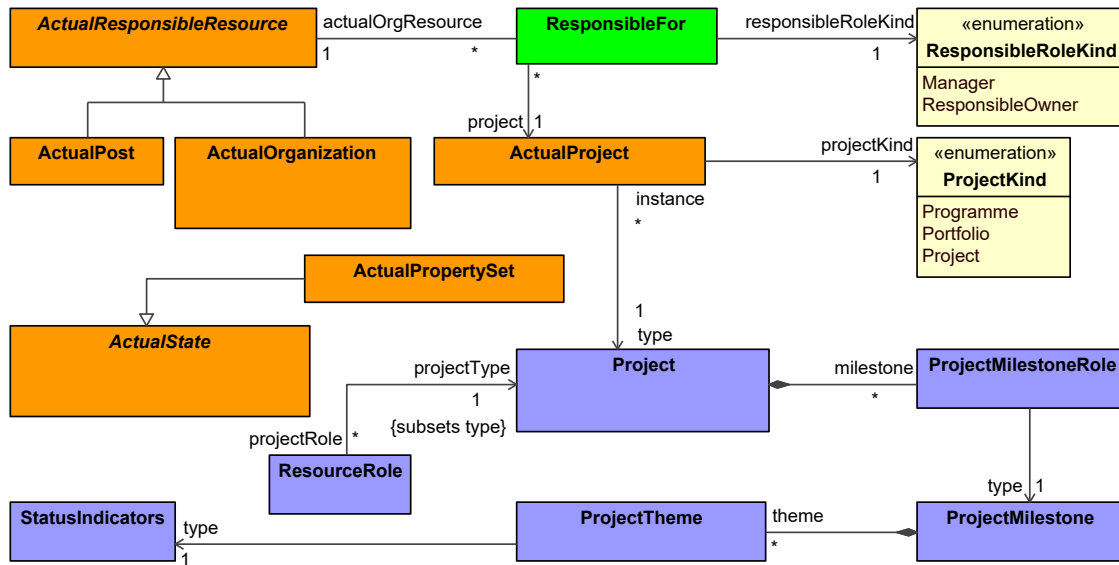 ActualResponsibleResource
actualOrgResource
1
*
ResponsibleFor
responsibleRoleKind
1
«enumeration»
ResponsibleRoleKind
Manager
ResponsibleOwner
*
project
1
ActualPost
ActualOrganization
ActualProject
projectKind
1
«enumeration»
ProjectKind
Programme
Portfolio
Project
instance
*
ActualPropertySet
ActualState
1
type
Project
projectType
1
{subsets type}
milestone
*
ProjectMilestoneRole
projectRole
*
ResourceRole
type
1
StatusIndicators
type
1
ProjectTheme
theme
*
ProjectMilestone